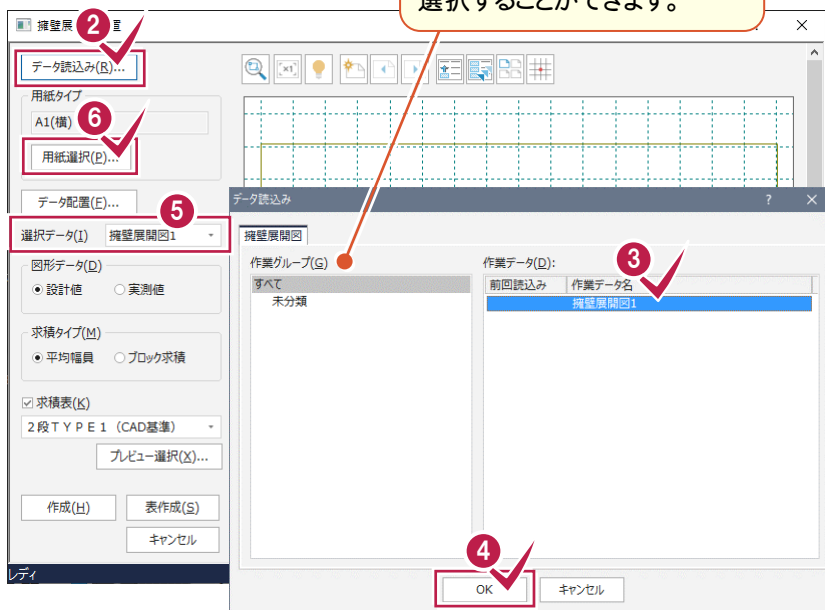 選択することができます。
擁壁展
2
データ読込み(R)...
用紙タイプ
A1(横)
6
用紙選択(P)...
データ配置(F)...
5
選択データ(I) 擁壁展開図1
図形データ(D)
設計値 実測値
求積タイプ(M)
平均幅員 ブロック求積
求積表(K)
2段TYPE1(CAD基準)
プレビュー選択(X)...
作成(H) 表作成(S)
キャンセル
レディ
データ読込み ?
擁壁展開図
作業グループ(G)
すべて
未分類
作業データ(D):
3
前回読込み 作業データ名
擁壁展開図1
4
OK キャンセル